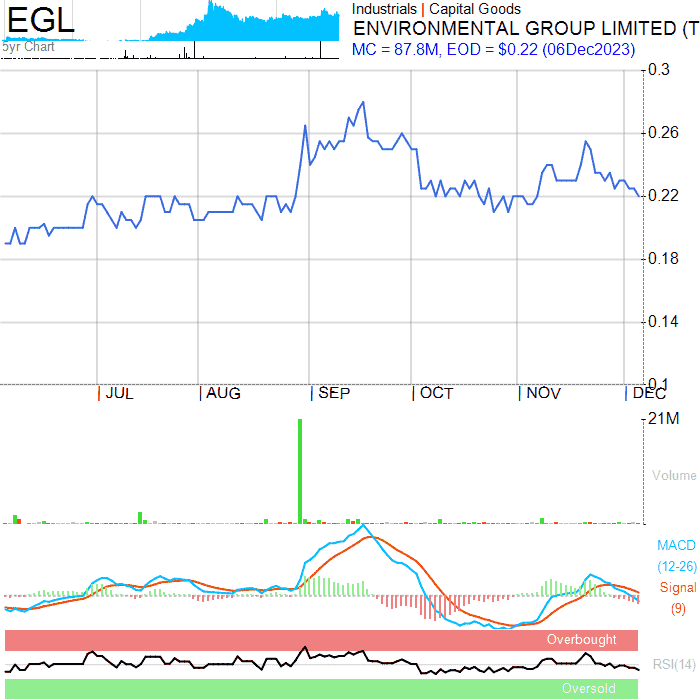 EGL
5yr Chart
Industrials | Capital Goods
ENVIRONMENTAL GROUP LIMITED (T
MC = 87.8M, EOD = $0.22 (06Dec2023)
0.3
0.26
0.22
0.18
0.14
0.1
JUL
AUG
SEP
OCT
NOV
DEC
21M
Volume
MACD
(12-26)
Signal
(9)
Overbought
RSI(14)
Oversold